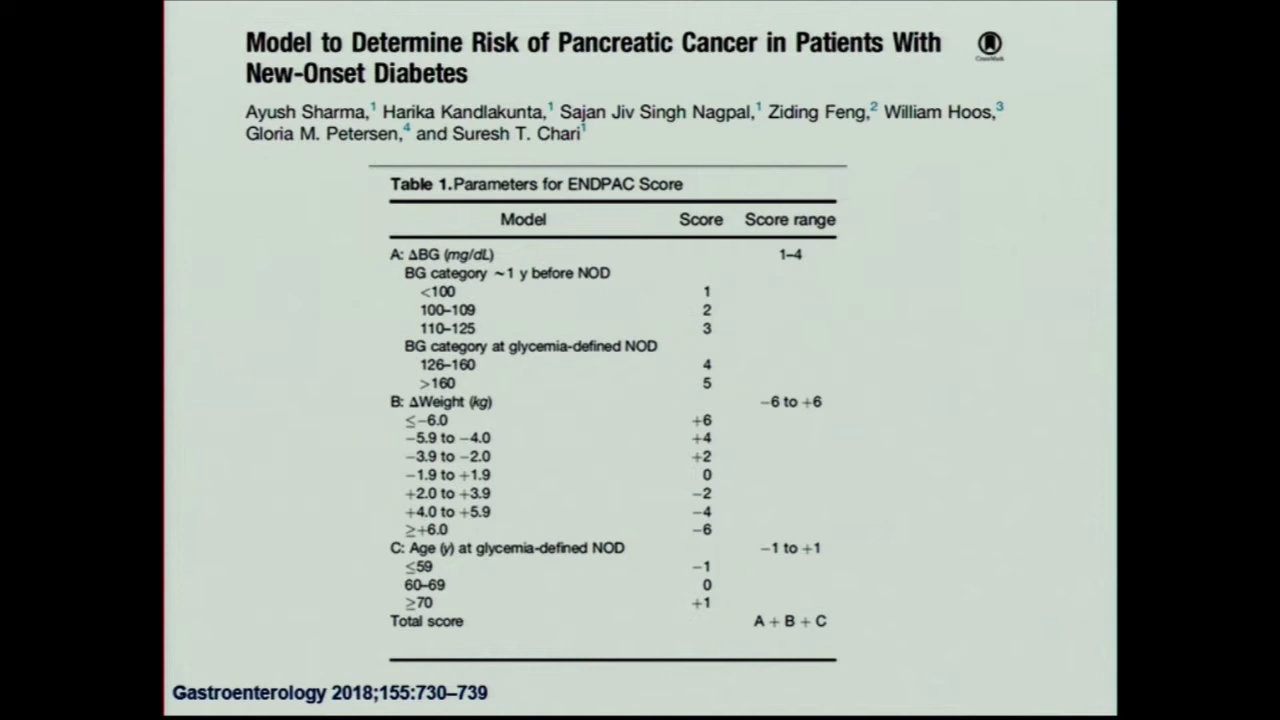 Model to Determine Risk of Pancreatic Cancer in Patients With
New-Onset Diabetes
CrossMark
Ayush Sharma,1 Harika Kandlakunta,1 Sajan Jiv Singh Nagpal,1 Ziding Feng,2 William Hoos,3
Gloria M. Petersen,4 and Suresh T. Chari1
Table 1. Parameters for ENDPAC Score
Model Score Score range
A: ΔBG (mg/dL) 1–4
BG category ~1 y before NOD
<100 1
100–109 2
110–125 3
BG category at glycemia-defined NOD
126–160 4
>160 5
B: ΔWeight (kg) −6 to +6
≤−6.0 +6
−5.9 to −4.0 +4
−3.9 to −2.0 +2
−1.9 to +1.9 0
+2.0 to +3.9 −2
+4.0 to +5.9 −4
≥+6.0 −6
C: Age (y) at glycemia-defined NOD −1 to +1
≤59 −1
60–69 0
≥70 +1
Total score A + B + C
Gastroenterology 2018;155:730–739